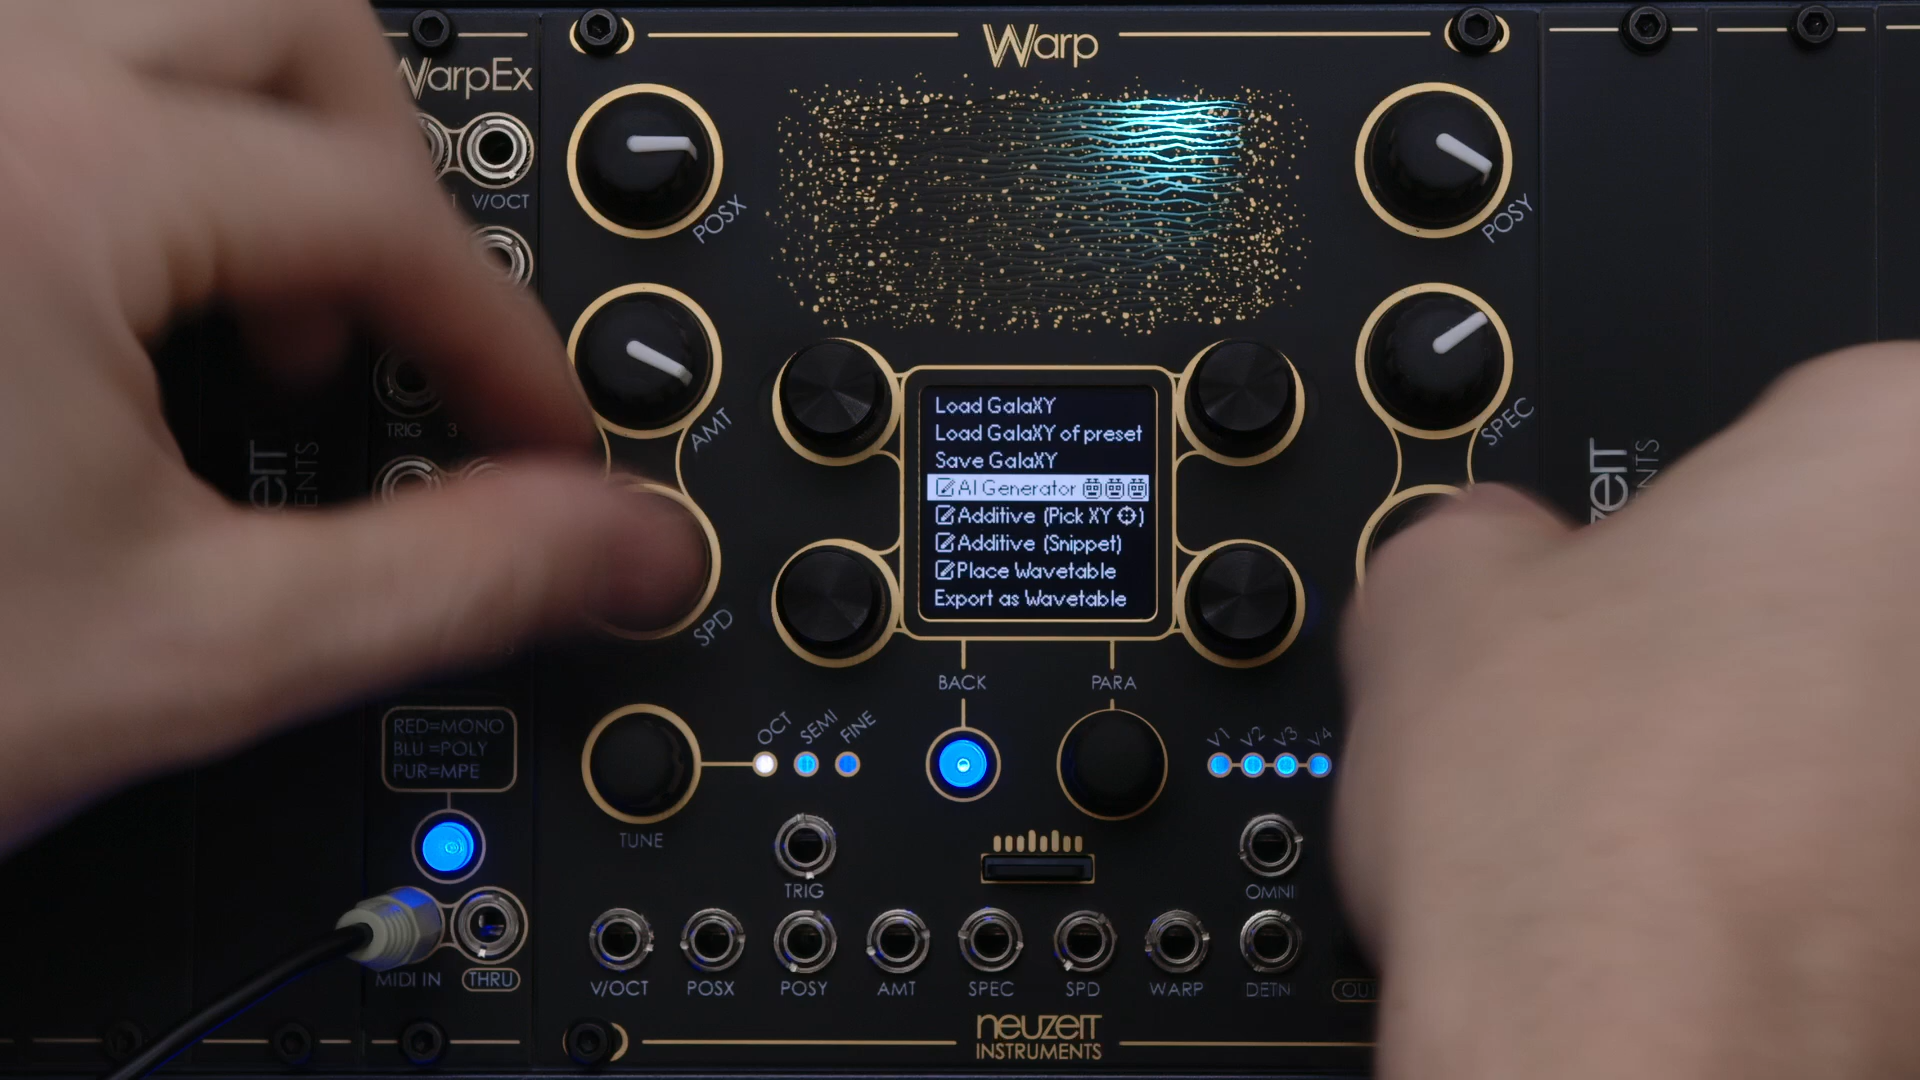 WarpEx
Warp
1 V/OCT
POSX
POSY
AMT
SPEC
TRIG 3
SPD
Load GalaXY
Load GalaXY of preset
Save GalaXY
AI Generator
Additive (Pick XY )
Additive (Snippet)
Place Wavetable
Export as Wavetable
BACK
PARA
RED=MONO
BLU =POLY
PUR=MPE
OCT
SEMI
FINE
V1
V2
V3
V4
TUNE
TRIG
OMNI
MIDI IN
THRU
V/OCT
POSX
POSY
AMT
SPEC
SPD
WARP
DETN
neuzeit
INSTRUMENTS